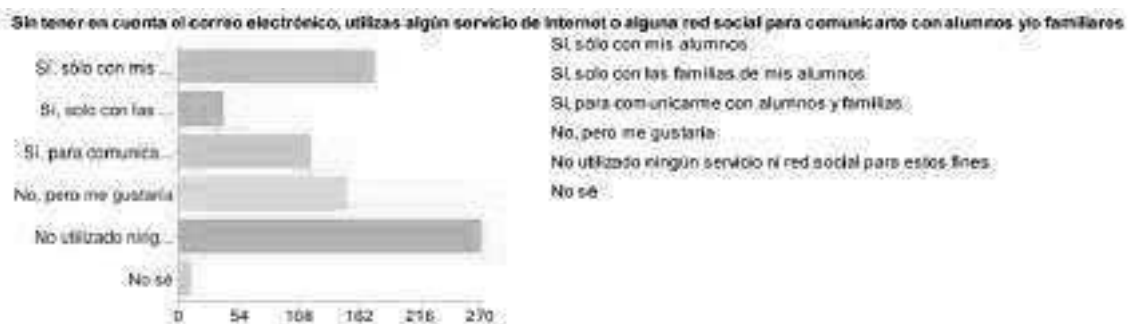 Sin tener en cuenta el correo electrónico, utilizas algún servicio de Internet o alguna red social para comunicarte con alumnos y/o familiares
Sí, sólo con mis ...
Sí, solo con las ...
Sí, para comunica...
No, pero me gustaría
No utilizado ning...
No sé
0 54 108 162 216 270
Sí, sólo con mis alumnos
Sí, solo con las familias de mis alumnos
Sí, para comunicarme con alumnos y familias
No, pero me gustaría
No utilizado ningún servicio ni red social para estos fines
No sé